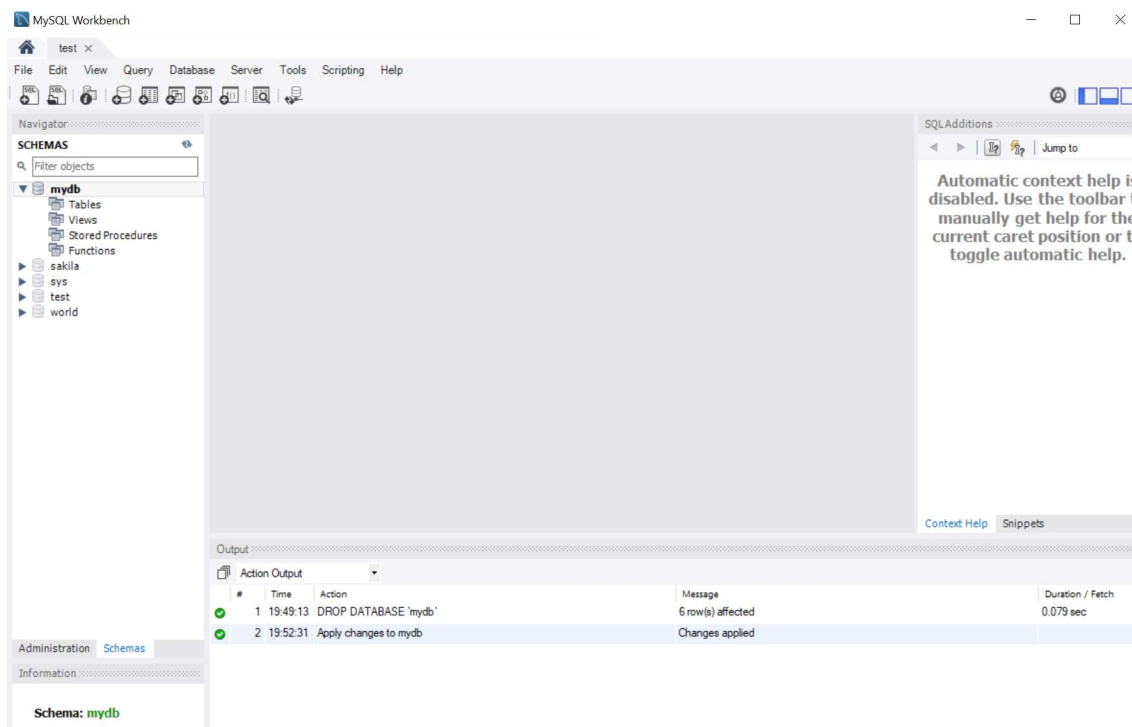 MySQL Workbench
test
File Edit View Query Database Server Tools Scripting Help
Navigator
SCHEMAS
Filter objects
mydb
Tables
Views
Stored Procedures
Functions
sakila
sys
test
world
Administration Schemas
Information
Schema: mydb
SQLAdditions
Jump to
Automatic context help is
disabled. Use the toolbar
manually get help for the
current caret position or
toggle automatic help.
Context Help Snippets
Output
Action Output
# Time Action Message Duration / Fetch
1 19:49:13 DROP DATABASE `mydb` 6 row(s) affected 0.079 sec
2 19:52:31 Apply changes to mydb Changes applied